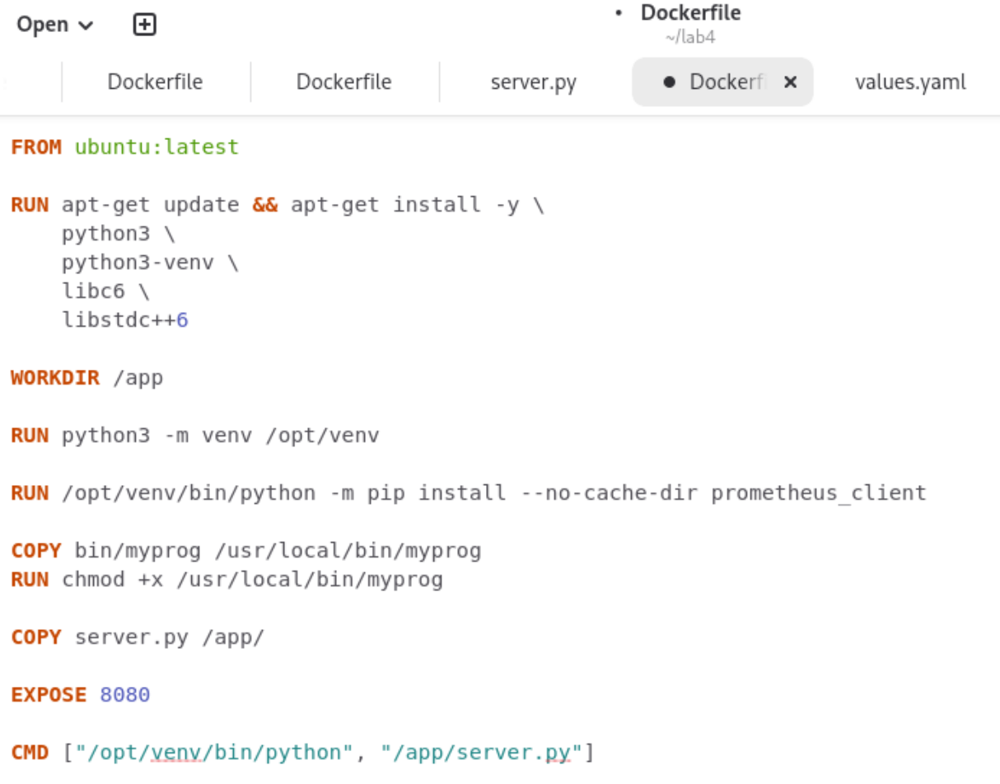 Open
• Dockerfile
~/lab4
Dockerfile
Dockerfile
server.py
● Dockerf
values.yaml
FROM ubuntu:latest
RUN apt-get update && apt-get install -y \
python3 \
python3-venv \
libc6 \
libstdc++6
WORKDIR /app
RUN python3 -m venv /opt/venv
RUN /opt/venv/bin/python -m pip install --no-cache-dir prometheus_client
COPY bin/myprog /usr/local/bin/myprog
RUN chmod +x /usr/local/bin/myprog
COPY server.py /app/
EXPOSE 8080
CMD ["/opt/venv/bin/python", "/app/server.py"]